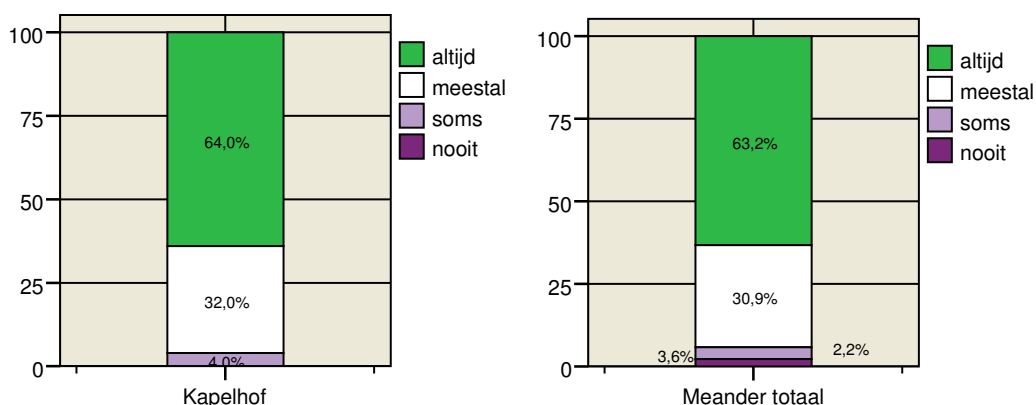 100
75
50
25
0
64,0%
32,0%
4,0%
Kapelhof
altijd
meestal
soms
nooit
100
75
50
25
0
63,2%
30,9%
3,6%
2,2%
Meander totaal
altijd
meestal
soms
nooit